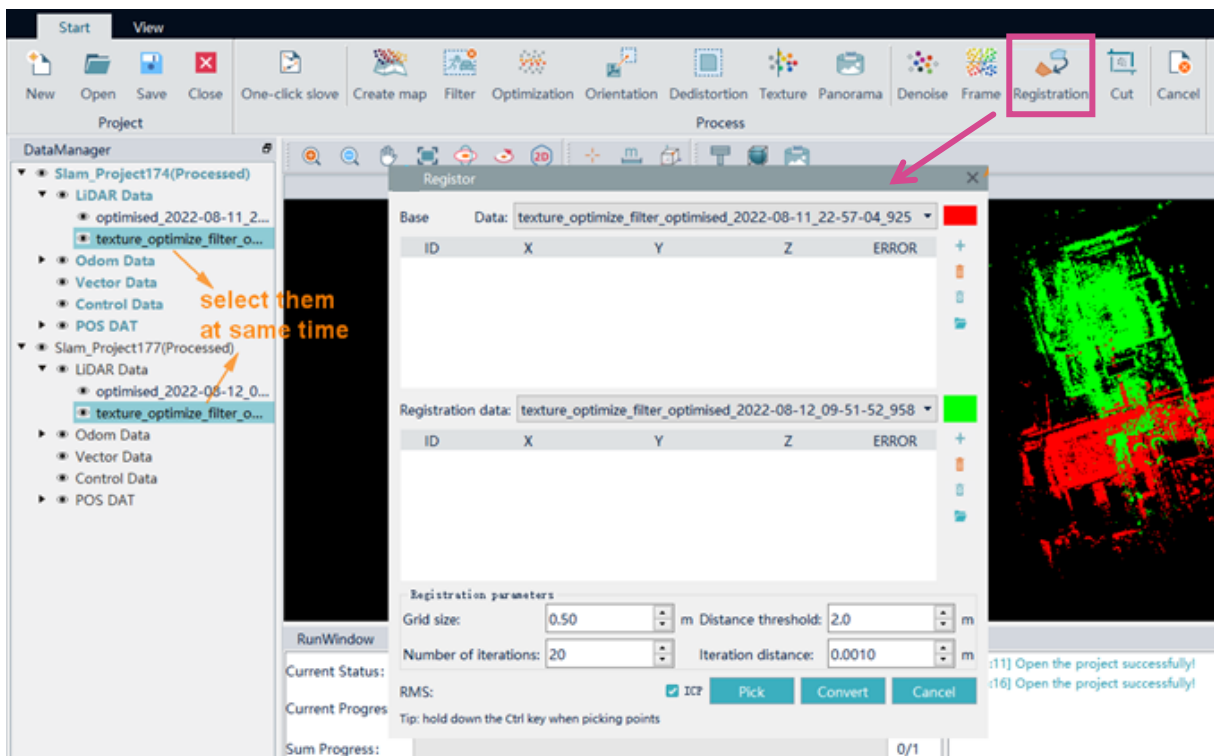 Start View
New Open Save Close One-click slove Create map Filter Optimization Orientation Dedistortion Texture Panorama Denoise Frame Registration Cut Cancel
Project Process
DataManager
Slam_Project174(Processed)
LiDAR Data
optimised_2022-08-11_2...
texture_optimize_filter_o...
Odom Data
Vector Data
Control Data
POS DAT
select them
at same time
Slam_Project177(Processed)
LiDAR Data
optimised_2022-08-12_0...
texture_optimize_filter_o...
Odom Data
Vector Data
Control Data
POS DAT
2D
m
Registor
Base Data: texture_optimize_filter_optimised_2022-08-11_22-57-04_925
ID X Y Z ERROR
Registration data: texture_optimize_filter_optimised_2022-08-12_09-51-52_958
ID X Y Z ERROR
Registration parameters
Grid size: 0.50 m Distance threshold: 2.0 m
Number of iterations: 20 Iteration distance: 0.0010 m
RMS: ICP Pick Convert Cancel
Tip: hold down the Ctrl key when picking points
RunWindow
Current Status:
Current Progres
Sum Progress: 0/1
:11] Open the project successfully!
:16] Open the project successfully!